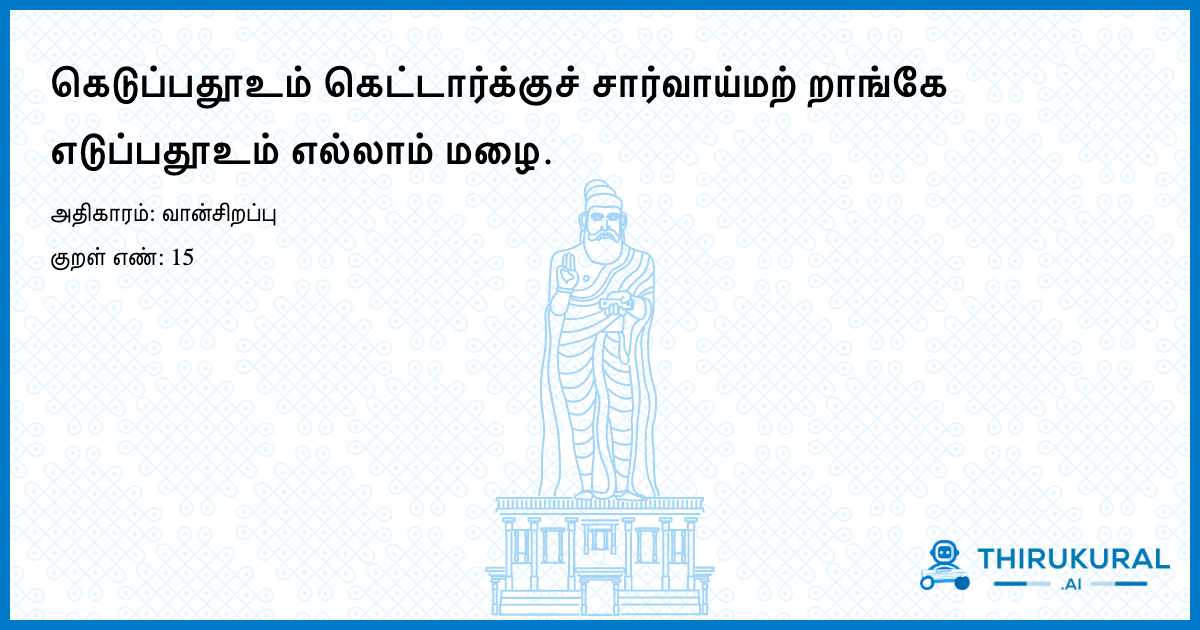 கெடுப்பதூஉம் கெட்டார்க்குச் சார்வாய்மற் றாங்கே
எடுப்பதூஉம் எல்லாம் மழை.
அதிகாரம்: வான்சிறப்பு
குறள் எண்: 15
THIRUKURAL
.AI